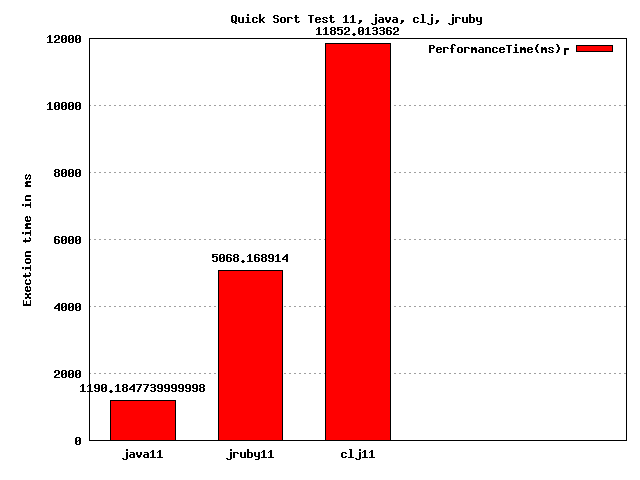 Quick Sort Test 11, java, clj, jruby
11852.013362
12000
PerformanceTime(ms)r
10000
8000
6000
5068.168914
4000
2000
1190.1847739999998
0
Exection time in ms
java11
jruby11
clj11